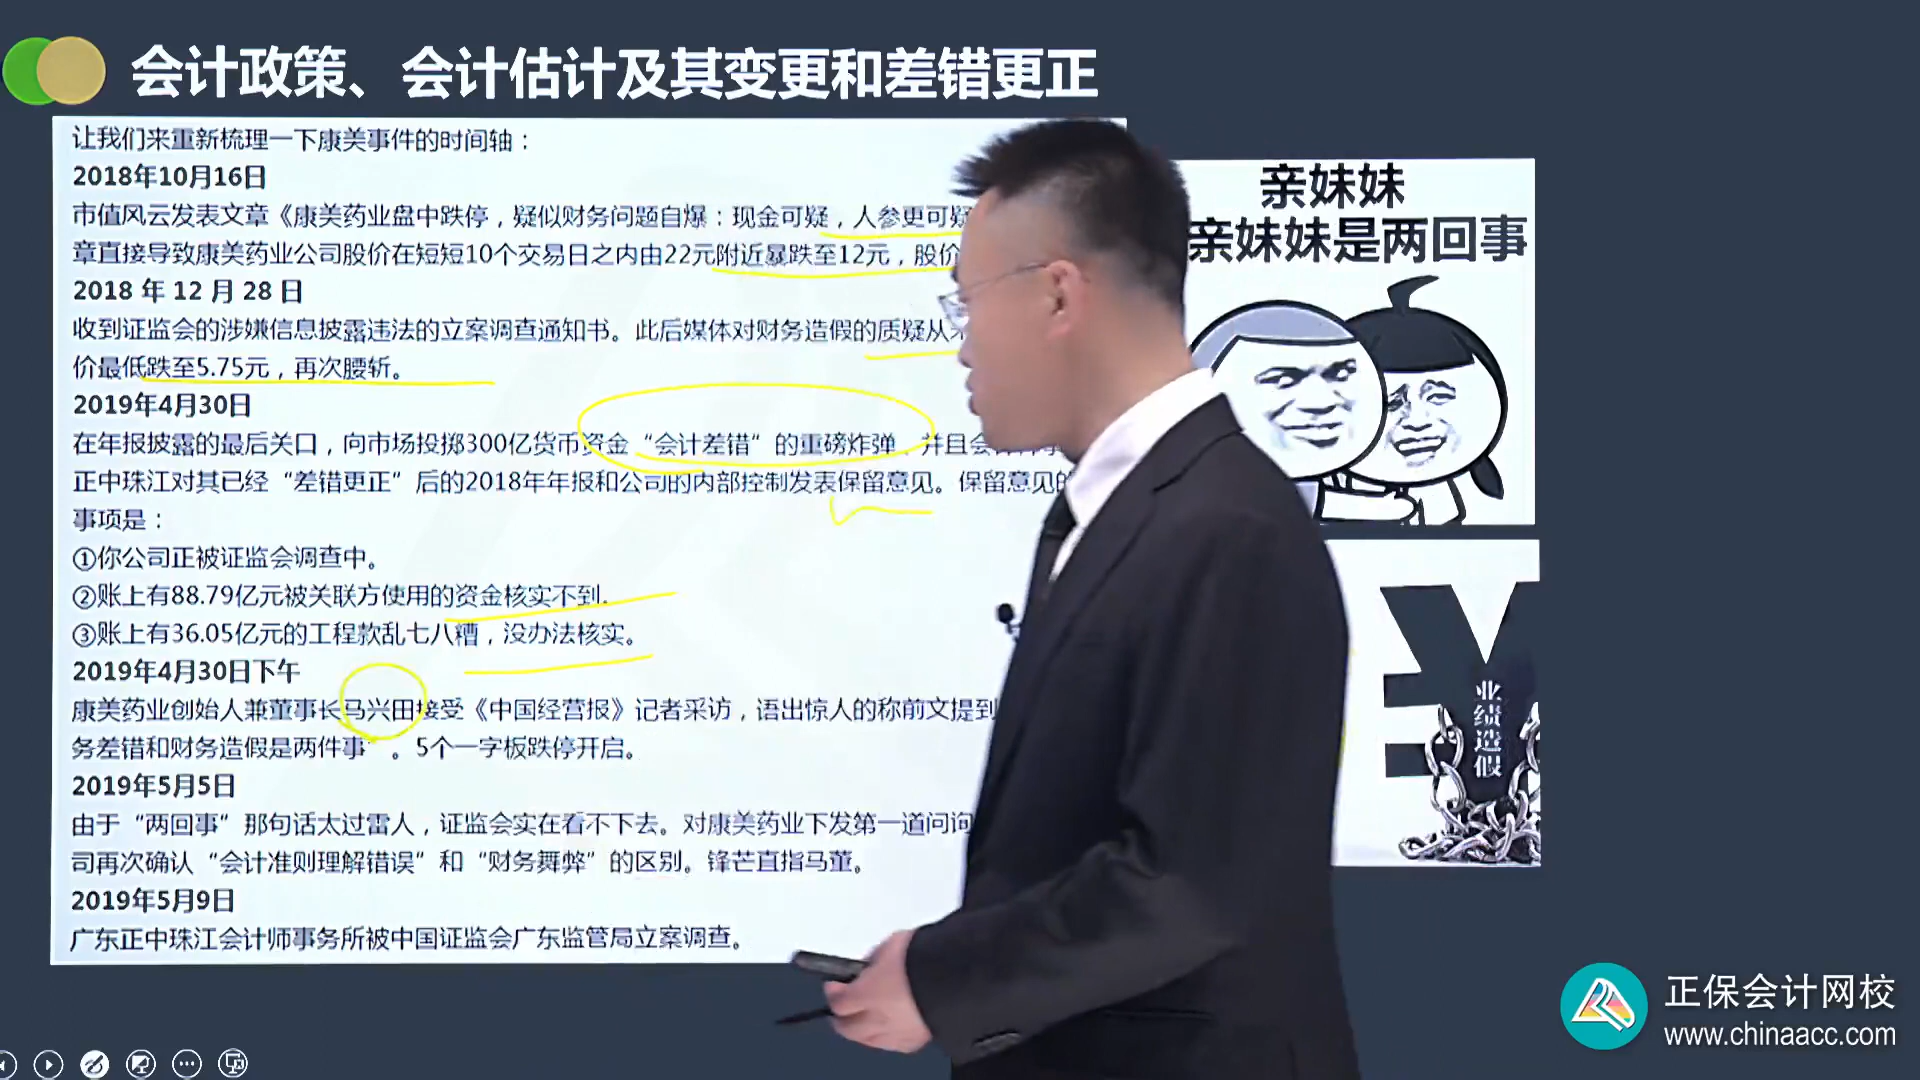 会计政策、会计估计及其变更和差错更正
让我们来重新梳理一下康美事件的时间轴：
2018年10月16日
市值风云发表文章《康美药业盘中跌停，疑似财务问题自爆：现金可疑，人参更可疑
章直接导致康美药业公司股价在短短10个交易日之内由22元附近暴跌至12元，股价
2018 年 12 月 28 日
收到证监会的涉嫌信息披露违法的立案调查通知书。此后媒体对财务造假的质疑从
价最低跌至5.75元，再次腰斩。
2019年4月30日
在年报披露的最后关口，向市场投掷300亿货币资金“会计差错”的重磅炸弹，并且会
正中珠江对其已经“差错更正”后的2018年年报和公司的内部控制发表保留意见。保留意见的
事项是：
①你公司正被证监会调查中。
②账上有88.79亿元被关联方使用的资金核实不到.
③账上有36.05亿元的工程款乱七八糟，没办法核实。
2019年4月30日下午
康美药业创始人兼董事长马兴田接受《中国经营报》记者采访，语出惊人的称前文提到
务差错和财务造假是两件事”。5个一字板跌停开启。
2019年5月5日
由于“两回事”那句话太过雷人，证监会实在看不下去。对康美药业下发第一道问询
司再次确认“会计准则理解错误”和“财务舞弊”的区别。锋芒直指马董。
2019年5月9日
广东正中珠江会计师事务所被中国证监会广东监管局立案调查。
亲妹妹
亲妹妹是两回事
业绩造假
正保会计网校
www.chinaacc.com